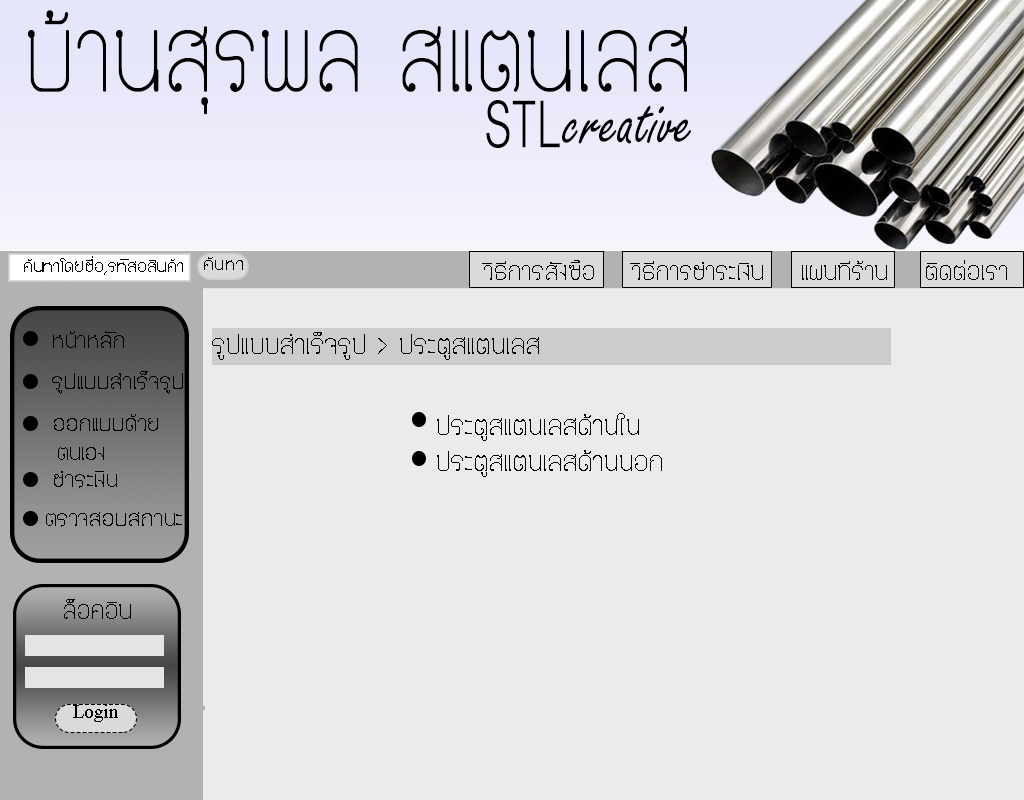 บ้านสุรพล สแตนเลส
STLcreative
ค้นหาโดยชื่อ,รหัสอสินค้า ค้นหา วิธีการสั่งซื้อ วิธีการชำระเงิน แผนที่ร้าน ติดต่อเรา
หน้าหลัก
รูปแบบสำเร็จรูป
ออกแบบด้วย
ตนเอง
ชำระเงิน
ตรวจสอบสถานะ
ล็อคอิน
Login
รูปแบบสำเร็จรูป > ประตูสแตนเลส
ประตูสแตนเลสด้านใน
ประตูสแตนเลสด้านนอก